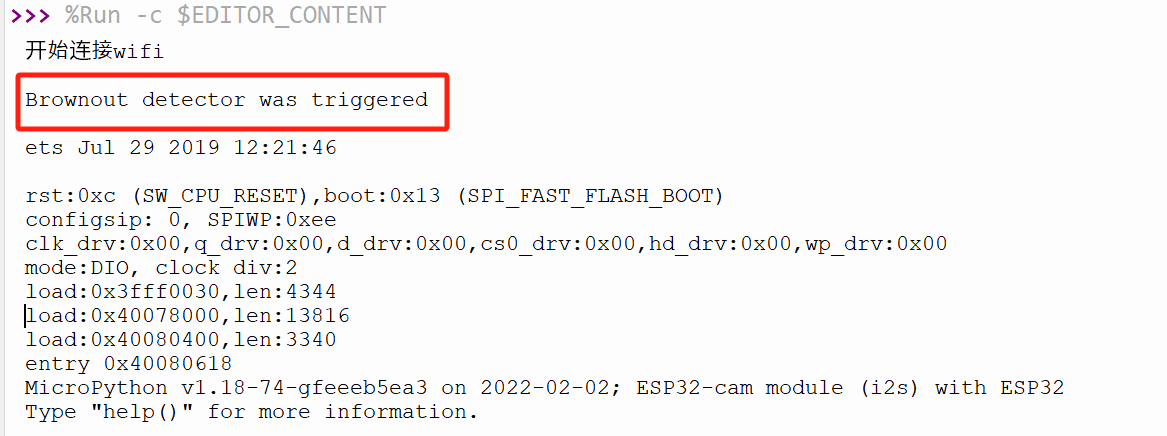 >>> %Run -c $EDITOR_CONTENT
开始连接wifi
Brownout detector was triggered
ets Jul 29 2019 12:21:46
rst:0xc (SW_CPU_RESET),boot:0x13 (SPI_FAST_FLASH_BOOT)
configsip: 0, SPIWP:0xee
clk_drv:0x00,q_drv:0x00,d_drv:0x00,cs0_drv:0x00,hd_drv:0x00,wp_drv:0x00
mode:DIO, clock div:2
load:0x3fff0030,len:4344
load:0x40078000,len:13816
load:0x40080400,len:3340
entry 0x40080618
MicroPython v1.18-74-gfeeeb5ea3 on 2022-02-02; ESP32-cam module (i2s) with ESP32
Type "help()" for more information.